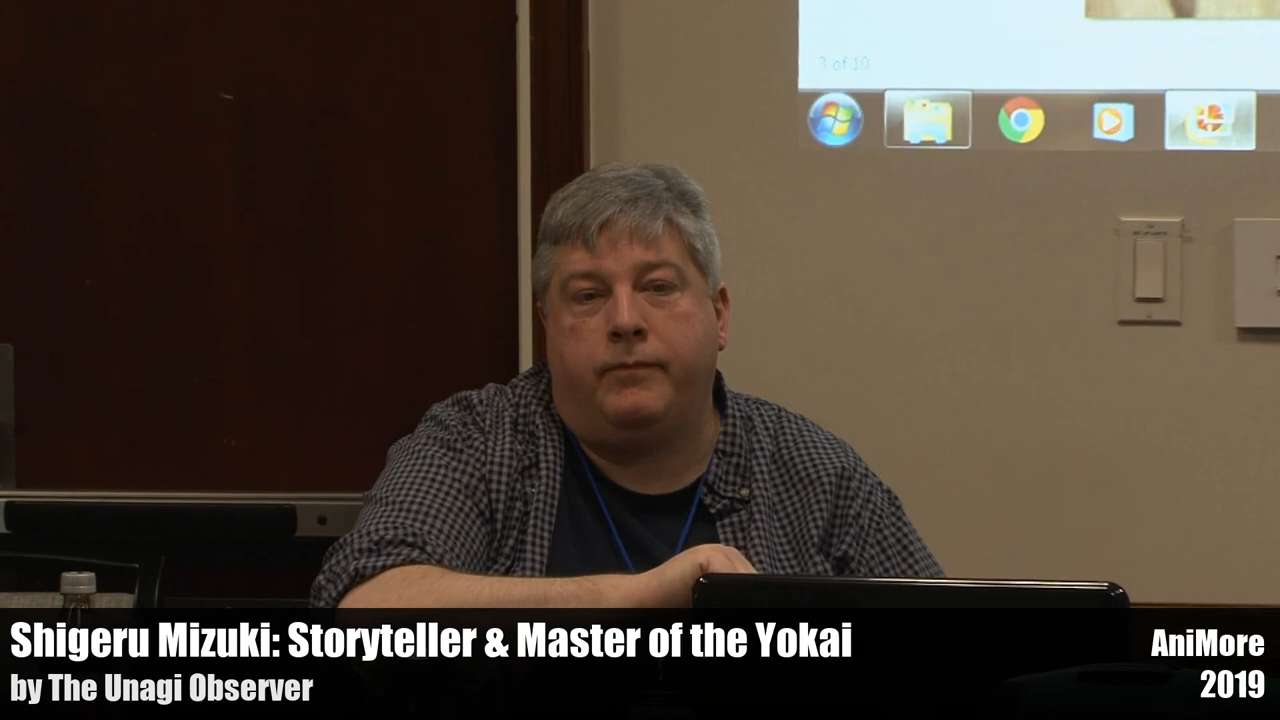 3 of 10
Shigeru Mizuki: Storyteller & Master of the Yokai
by The Unagi Observer
AniMore
2019